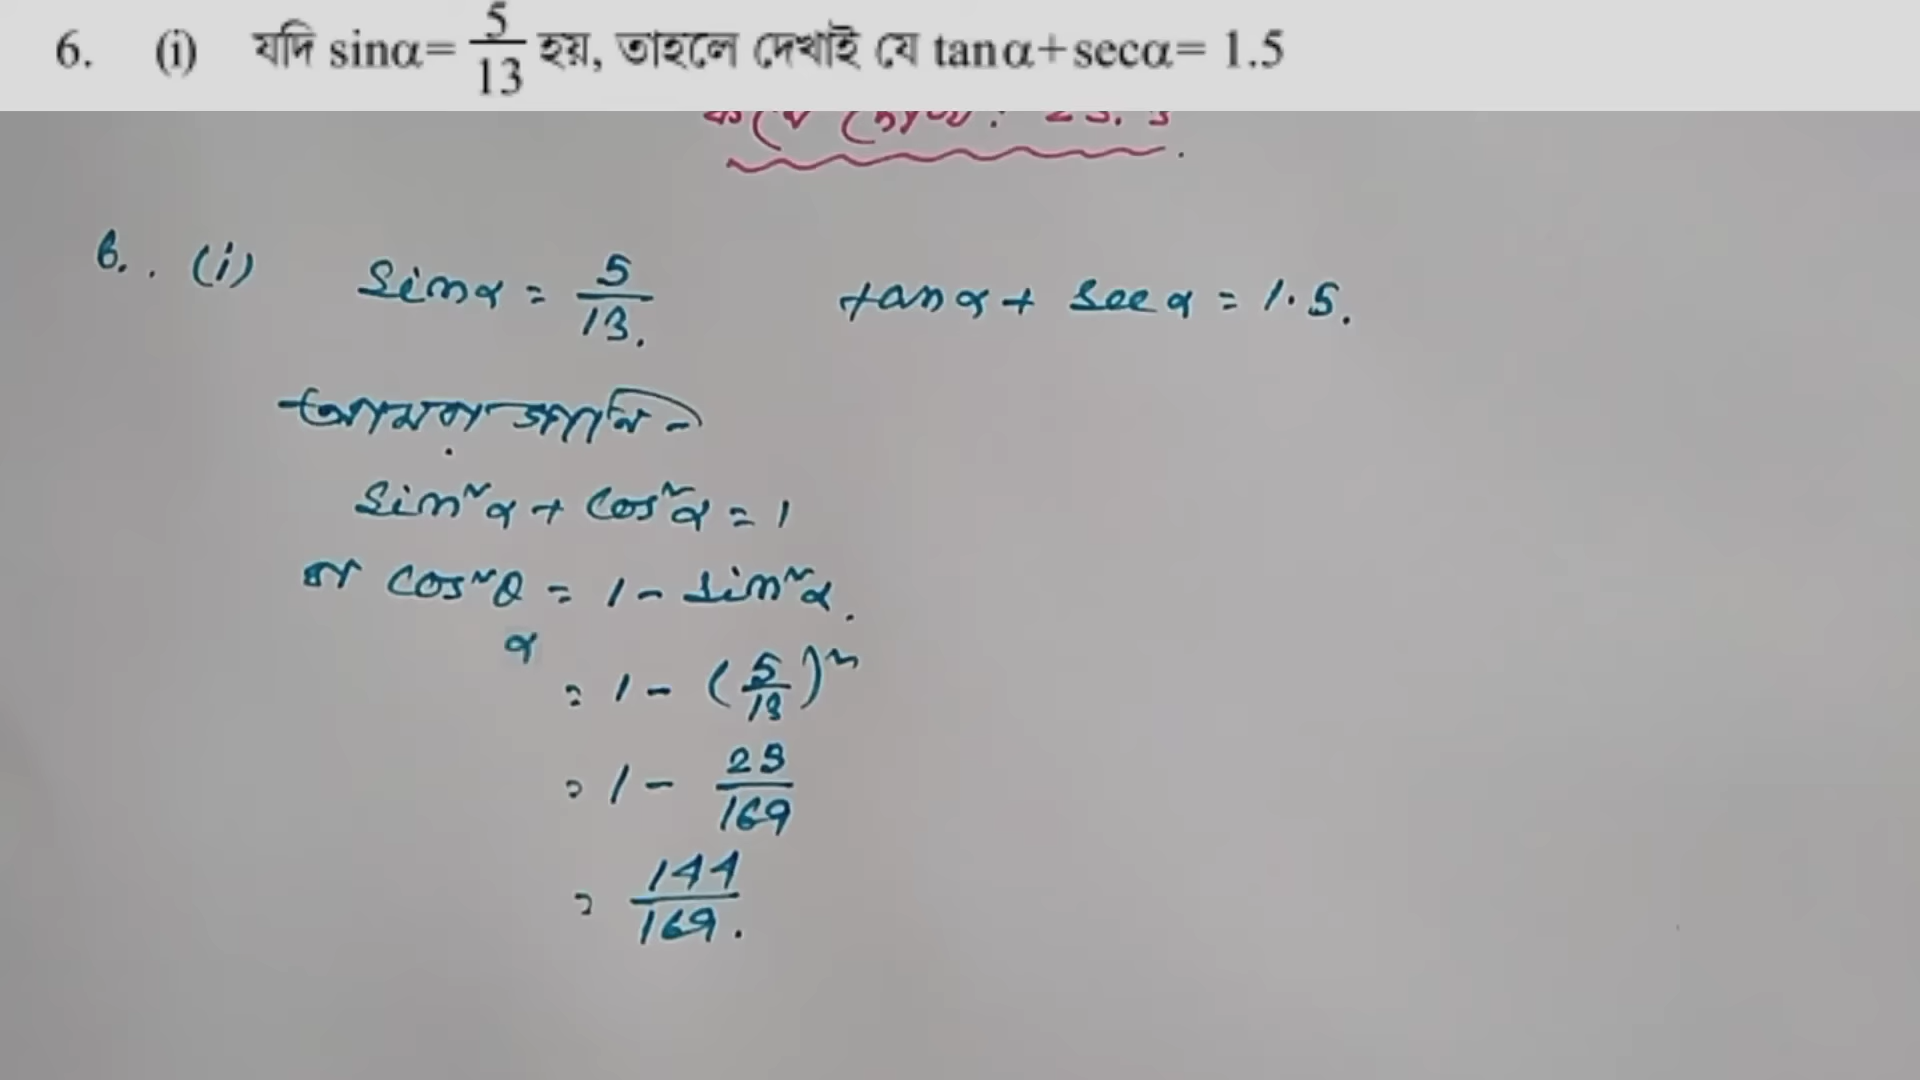 6. (i) যদি sinα= 5/13 হয়, তাহলে দেখাই যে tanα+secα= 1.5
6. (i) sinα = 5/13. tanα + secα = 1.5.
আমরা জানি -
sin²α + cos²α = 1
বা cos²θ = 1 - sin²α.
α
= 1 - (5/13)²
= 1 - 25/169
= 144/169.